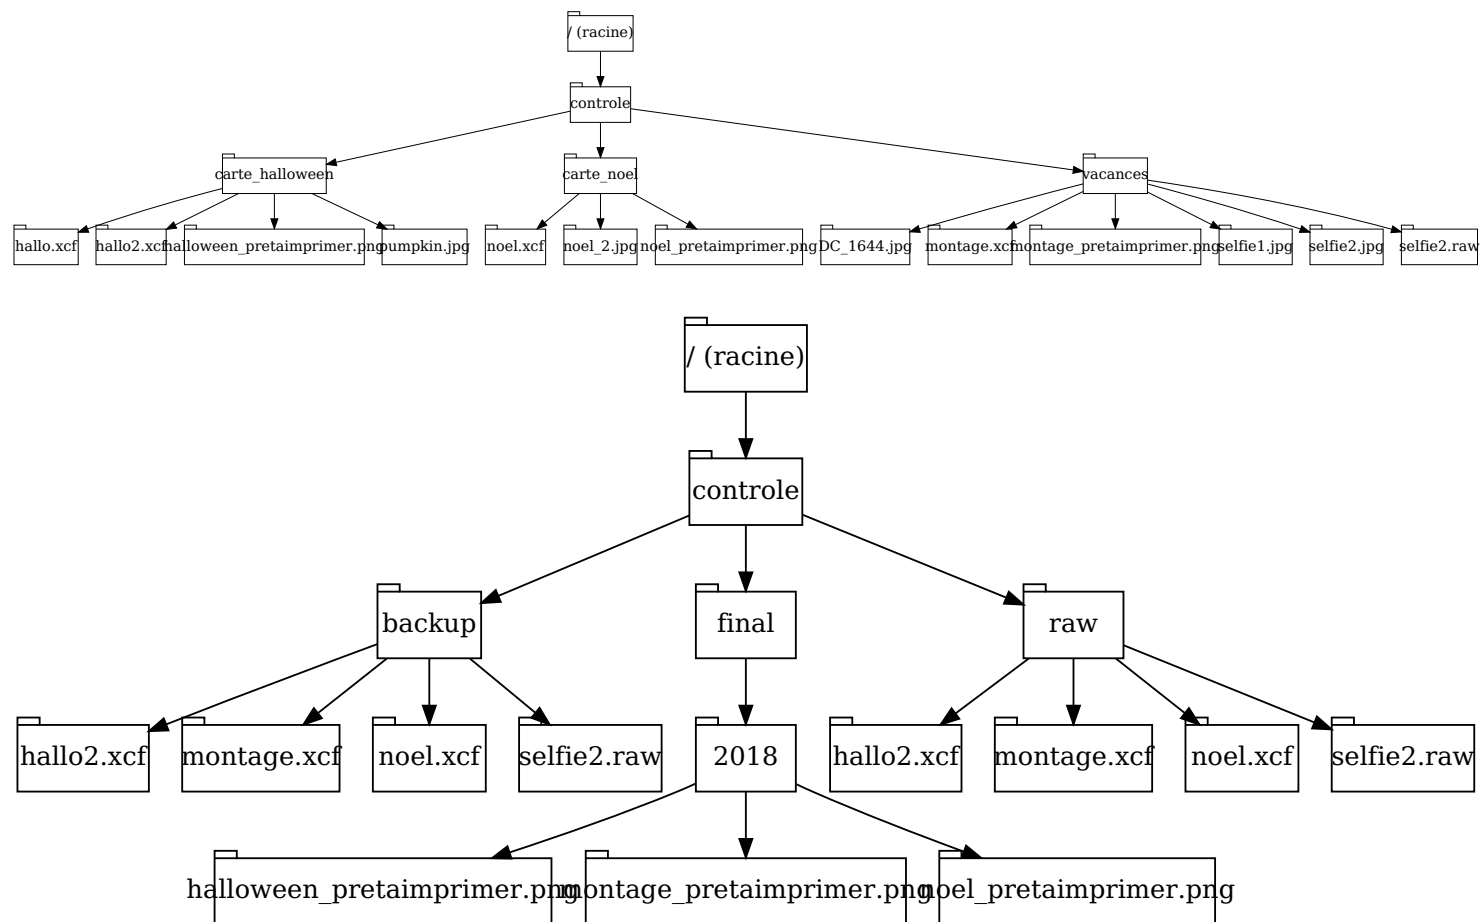 / (racine)
controle
carte_halloween
carte_noel
vacances
hallo.xcf
hallo2.xcf
halloween_pretaimprimer.png
pumpkin.jpg
noel.xcf
noel_2.jpg
noel_pretaimprimer.png
DC_1644.jpg
montage.xcf
montage_pretaimprimer.png
selfie1.jpg
selfie2.jpg
selfie2.raw
/ (racine)
controle
backup
final
raw
hallo2.xcf
montage.xcf
noel.xcf
selfie2.raw
2018
hallo2.xcf
montage.xcf
noel.xcf
selfie2.raw
halloween_pretaimprimer.png
montage_pretaimprimer.png
noel_pretaimprimer.png